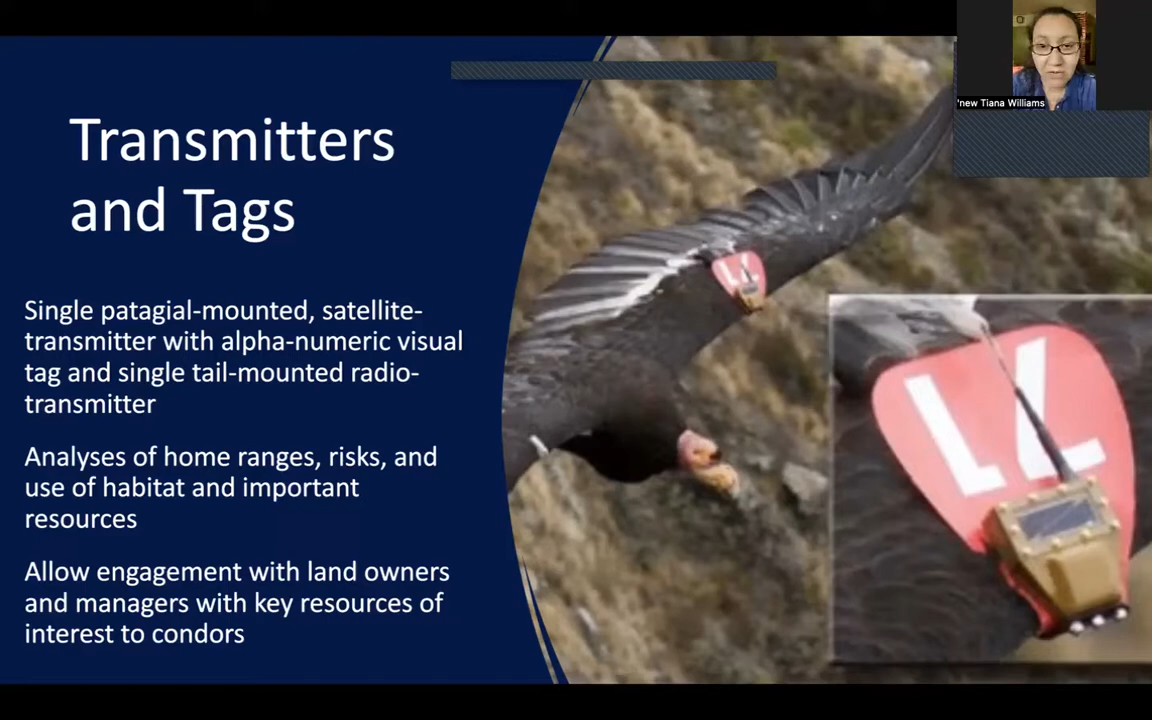 'new Tiana Williams
Transmitters
and Tags
Single patagial-mounted, satellite-
transmitter with alpha-numeric visual
tag and single tail-mounted radio-
transmitter
Analyses of home ranges, risks, and
use of habitat and important
resources
Allow engagement with land owners
and managers with key resources of
interest to condors